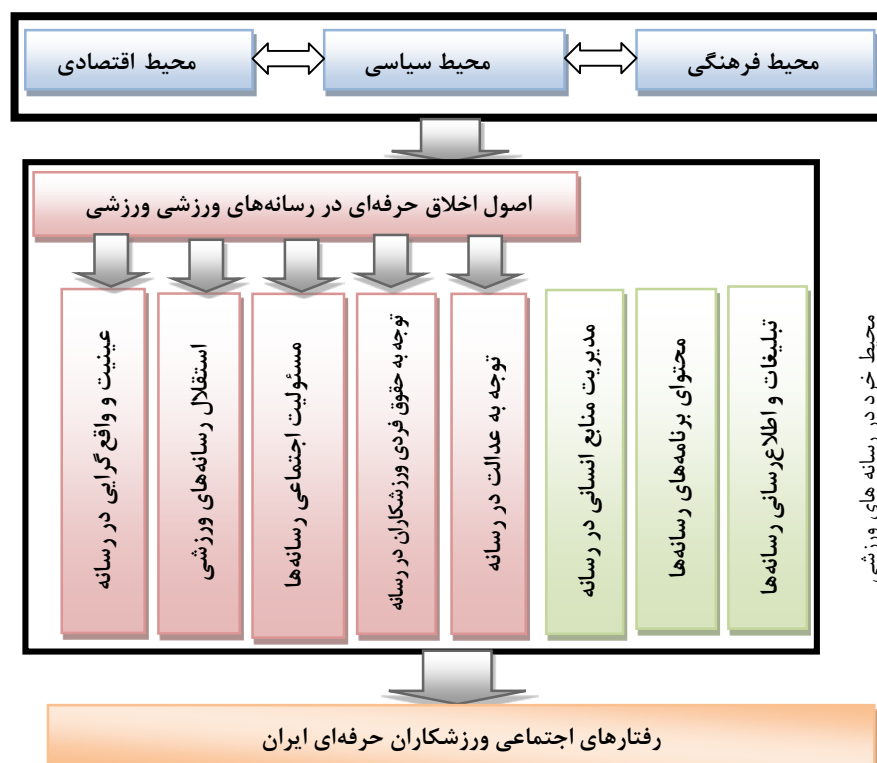 محیط فرهنگی
محیط سیاسی
محیط اقتصادی
اصول اخلاق حرفه‌ای در رسانه‌های ورزشی ورزشی
تبلیغات و اطلاع‌رسانی رسانه‌ها
محتوای برنامه‌های رسانه‌ها
مدیریت منابع انسانی در رسانه
توجه به عدالت در رسانه
توجه به حقوق فردی ورزشکاران در رسانه
مسئولیت اجتماعی رسانه‌ها
استقلال رسانه‌های ورزشی
عینیت و واقع گرایی در رسانه
محیط خرد در رسانه های ورزشی
رفتارهای اجتماعی ورزشکاران حرفه‌ای ایران